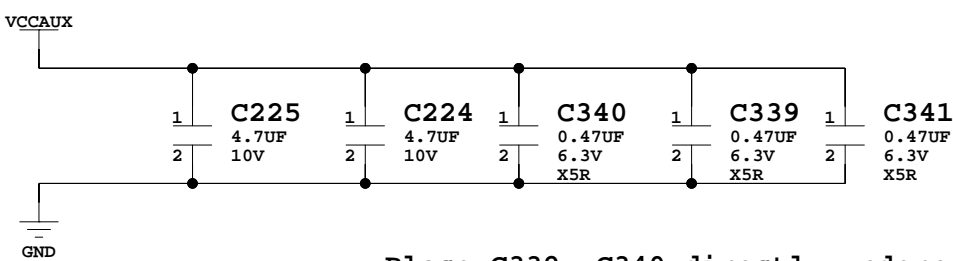 VCCAUX
1 C225 1 C224 1 C340 1 C339 1 C341
4.7UF 4.7UF 0.47UF 0.47UF 0.47UF
2 10V 2 10V 2 6.3V 2 6.3V 2 6.3V
X5R X5R X5R
GND